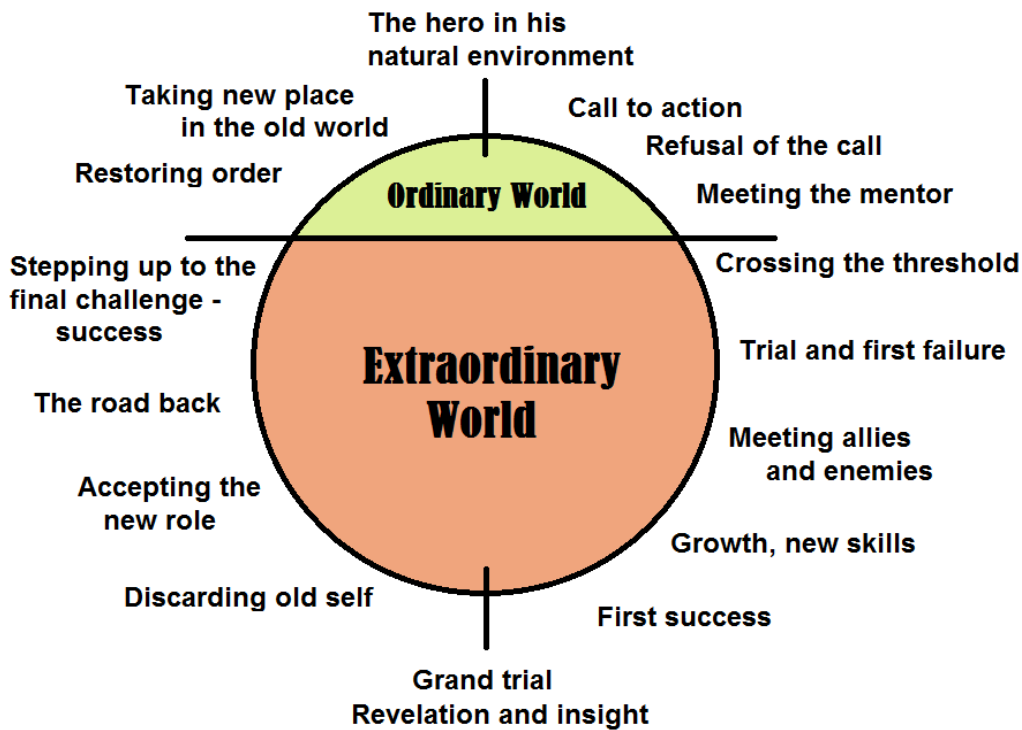 The hero in his
natural environment
Call to action
Refusal of the call
Meeting the mentor
Crossing the threshold
Trial and first failure
Meeting allies
and enemies
Growth, new skills
First success
Grand trial
Revelation and insight
Discarding old self
Accepting the
new role
The road back
Stepping up to the
final challenge -
success
Restoring order
Taking new place
in the old world
Ordinary World
Extraordinary
World